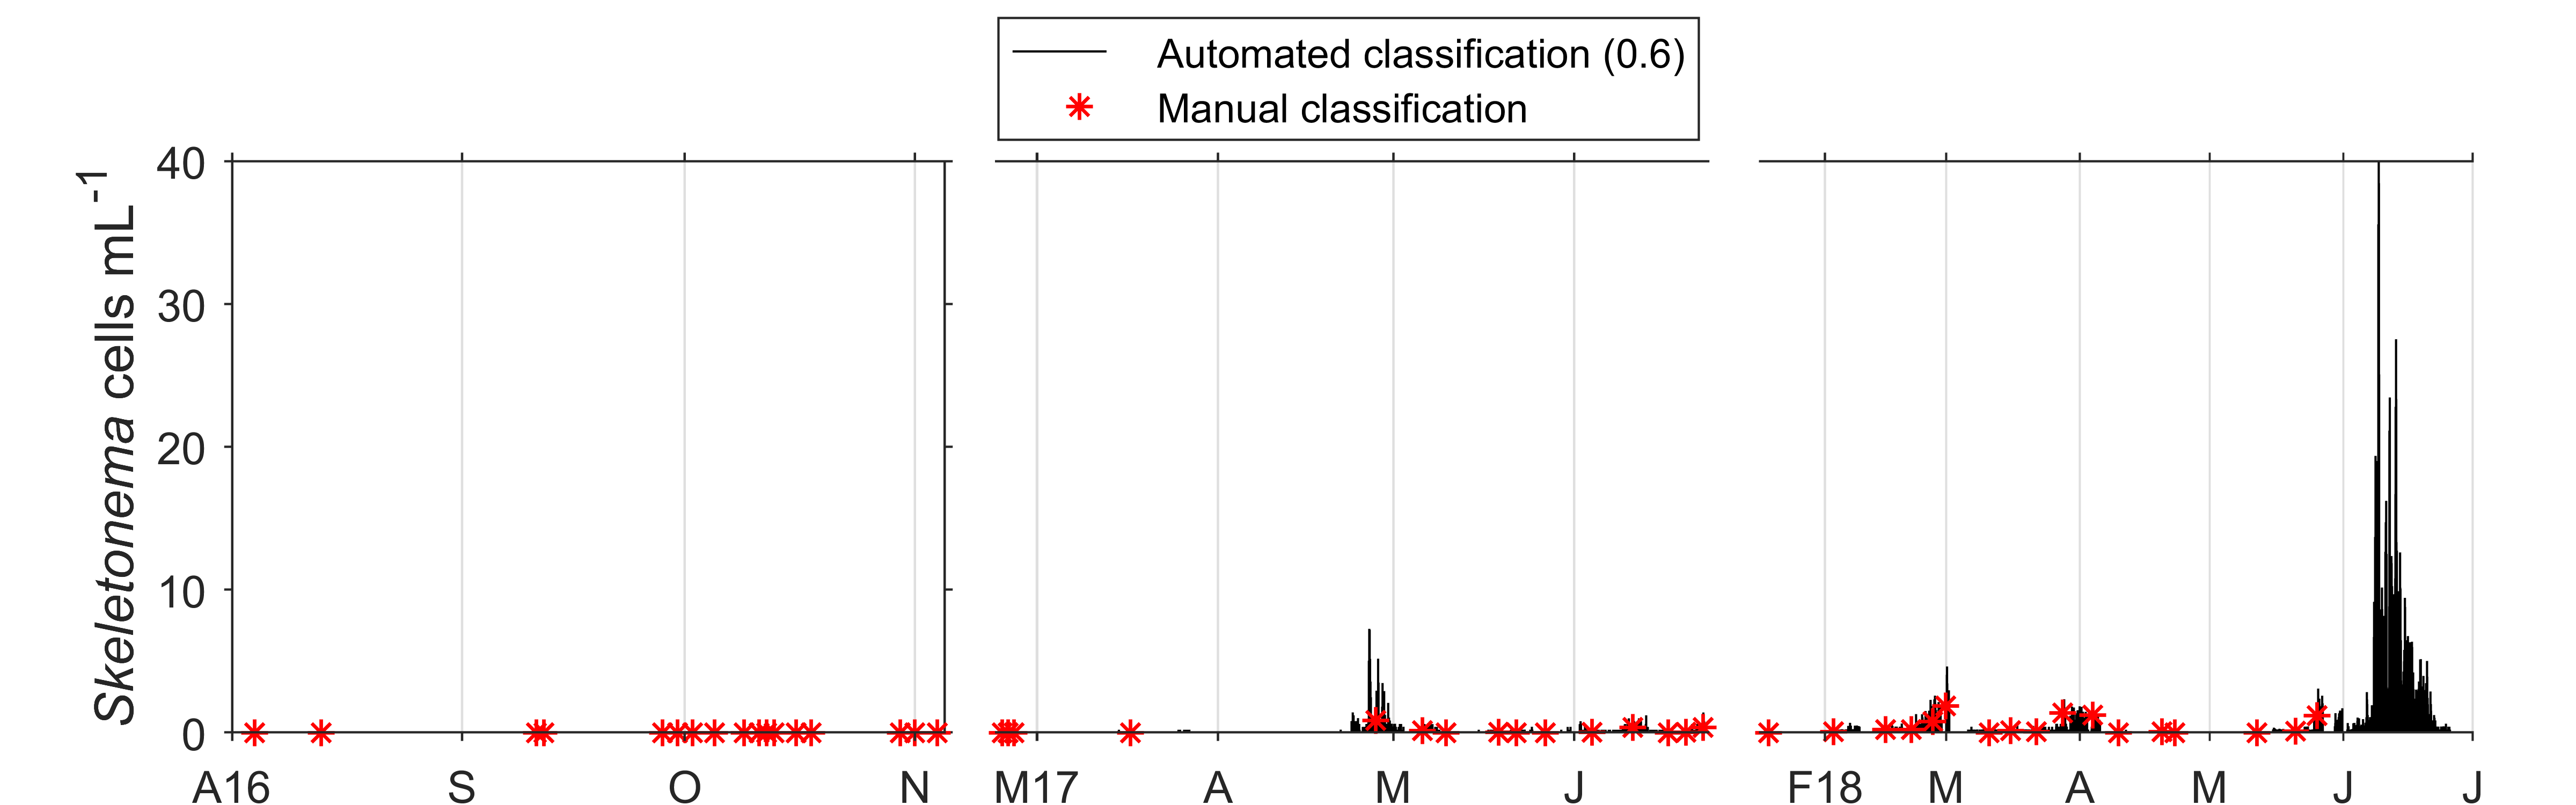 Automated classification (0.6)
Manual classification
Skeletonema cells mL-1
40
30
20
10
0
A16 S O N M17 A M J F18 M A M J J